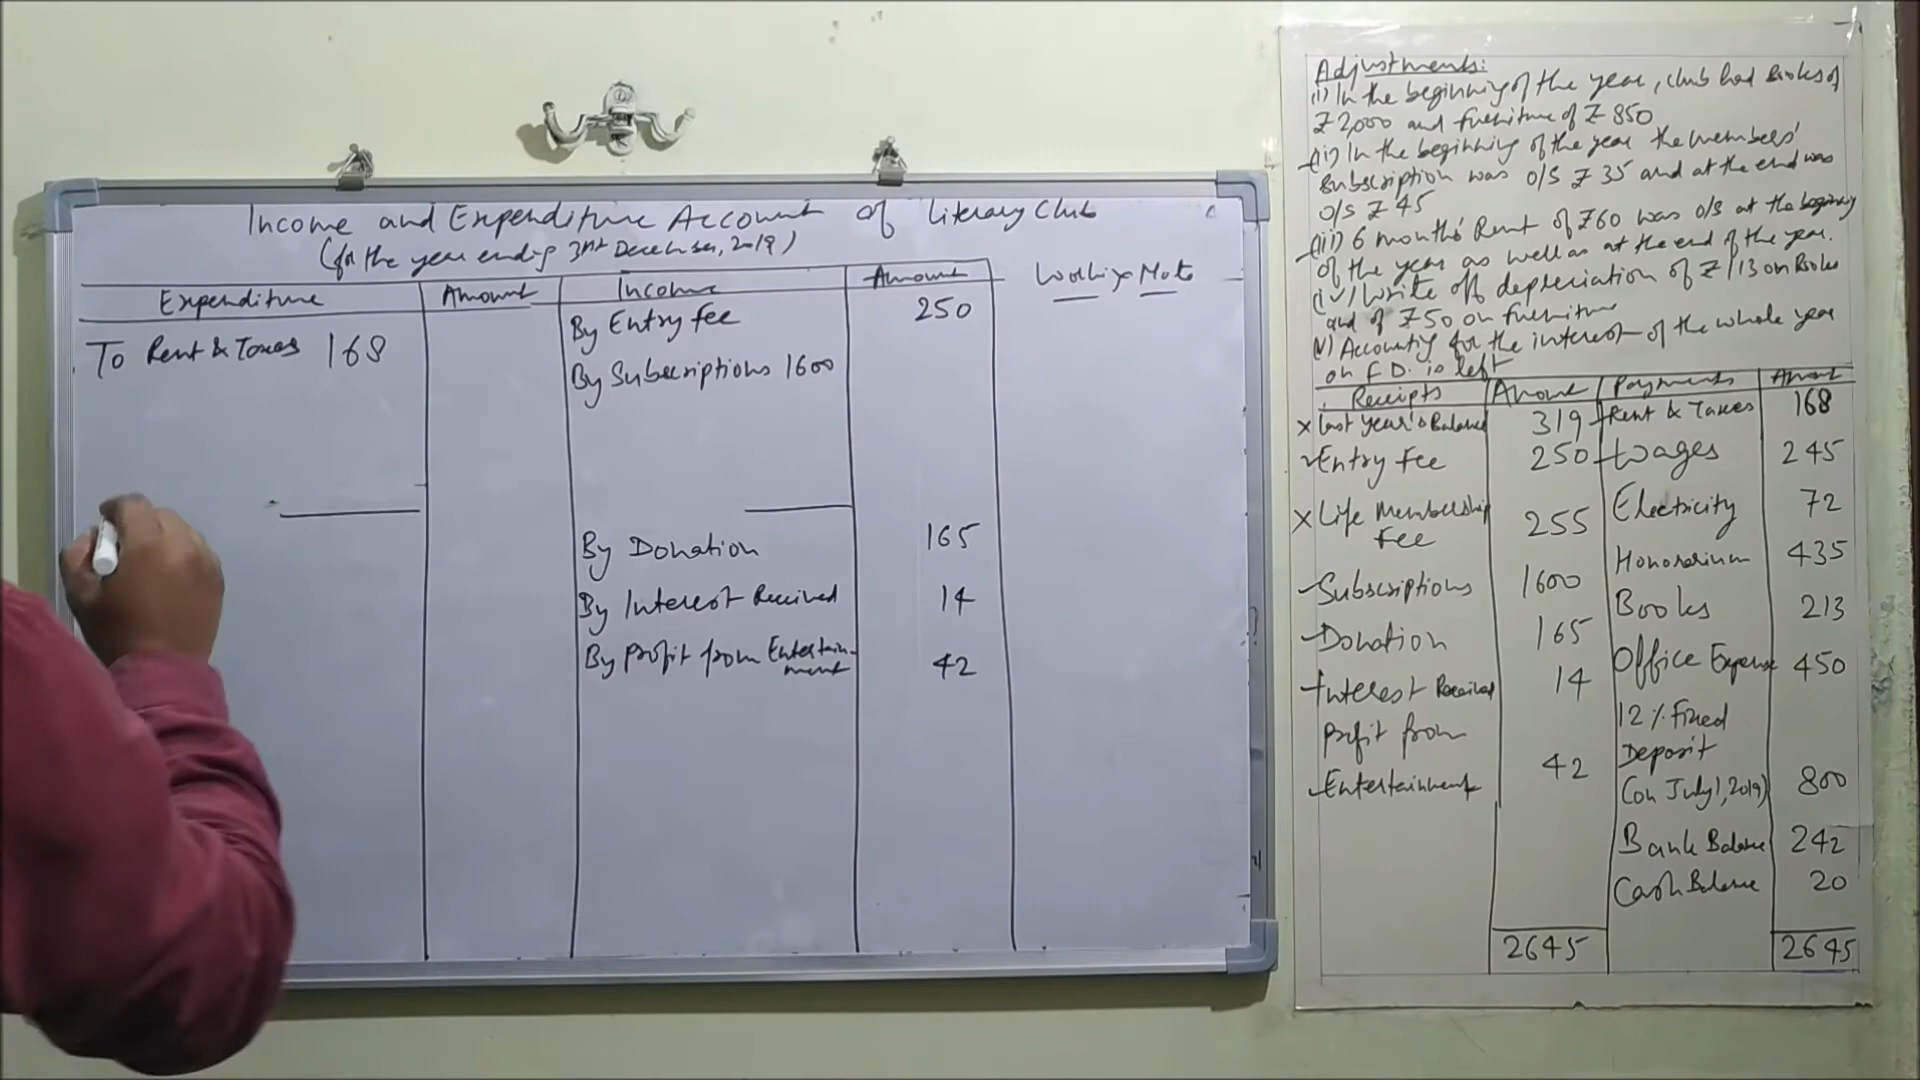 Income and Expenditure Account of Literary Club
(for the year ending 31st December, 2019)
Expenditure Amount Income Amount
To Rent & Taxes 168
By Entry fee 250
By Subscriptions 1600
By Donation 165
By Interest Received 14
By Profit from Entertain-
ment 42
Working Note
Adjustments:
(i) In the beginning of the year, club had Books of
₹2,000 and furniture of ₹850
(ii) In the beginning of the year the members'
subscription was o/s ₹35 and at the end was
o/s ₹45
(iii) 6 months' Rent of ₹60 was o/s at the beginning
of the year as well as at the end of the year.
(iv) Write off depreciation of ₹113 on Books
and of ₹50 on furniture
(v) Accounting for the interest of the whole year
on F.D. is left
Receipts Amount Payments Amount
Last Year's Balance 319 Rent & Taxes 168
Entry Fee 250 Wages 245
Life Membership
Fee 255 Electricity 72
Honorarium 435
Subscriptions 1600 Books 213
Donation 165 Office Expense 450
Interest Received 14 12% Fixed
Deposit
(on July 1, 2019) 800
Profit from
Entertainment 42
Bank Balance 242
Cash Balance 20
2645 2645